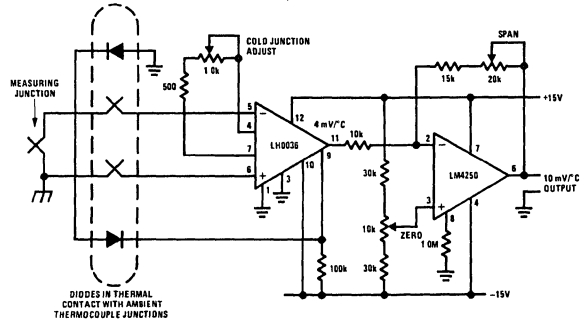 SPAN
COLD JUNCTION
ADJUST
1.0k
15k
20k
MEASURING
JUNCTION
500
+15V
5
4
7
6
12
4 mV/°C
11
10k
LH0036
10
9
1
3
30k
2
7
LM4250
6
10 mV/°C
OUTPUT
3
4
8
10k
ZERO
1.0M
100k
30k
-15V
DIODES IN THERMAL
CONTACT WITH AMBIENT
THERMOCOUPLE JUNCTIONS